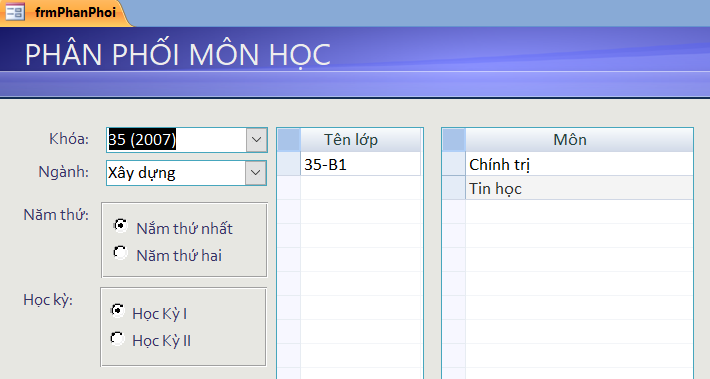 frmPhanPhoi
PHÂN PHỐI MÔN HỌC
Khóa: 35 (2007)
Ngành: Xây dựng
Năm thứ:
Nắm thứ nhất
Năm thứ hai
Học kỳ:
Học Kỳ I
Học Kỳ II
Tên lớp
35-B1
Môn
Chính trị
Tin học